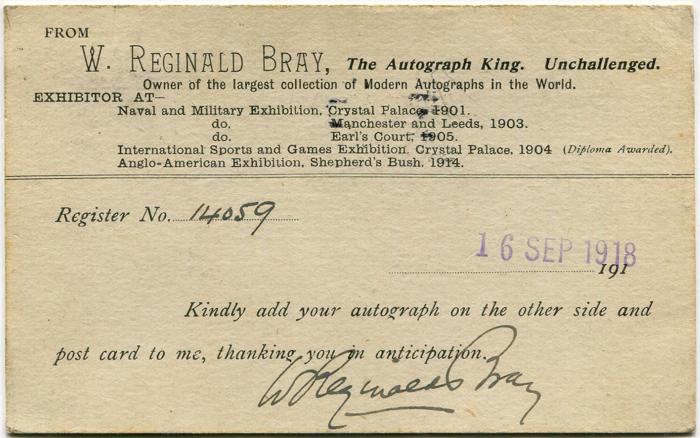 FROM
W. REGINALD BRAY, The Autograph King. Unchallenged.
Owner of the largest collection of Modern Autographs in the World.
EXHIBITOR AT—
Naval and Military Exhibition, Crystal Palace, 1901.
do. Manchester and Leeds, 1903.
do. Earl's Court, 1905.
International Sports and Games Exhibition, Crystal Palace, 1904 (Diploma Awarded).
Anglo-American Exhibition, Shepherd's Bush, 1914.
Register No. 14059
16 SEP 1918
191
Kindly add your autograph on the other side and
post card to me, thanking you in anticipation.
W Reginald Bray